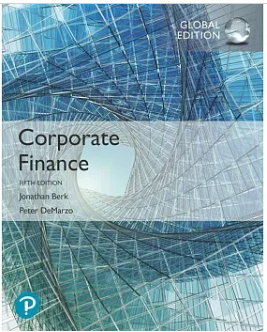 GLOBAL
EDITION
Corporate
Finance
FIFTH EDITION
Jonathan Berk
Peter DeMarzo
P